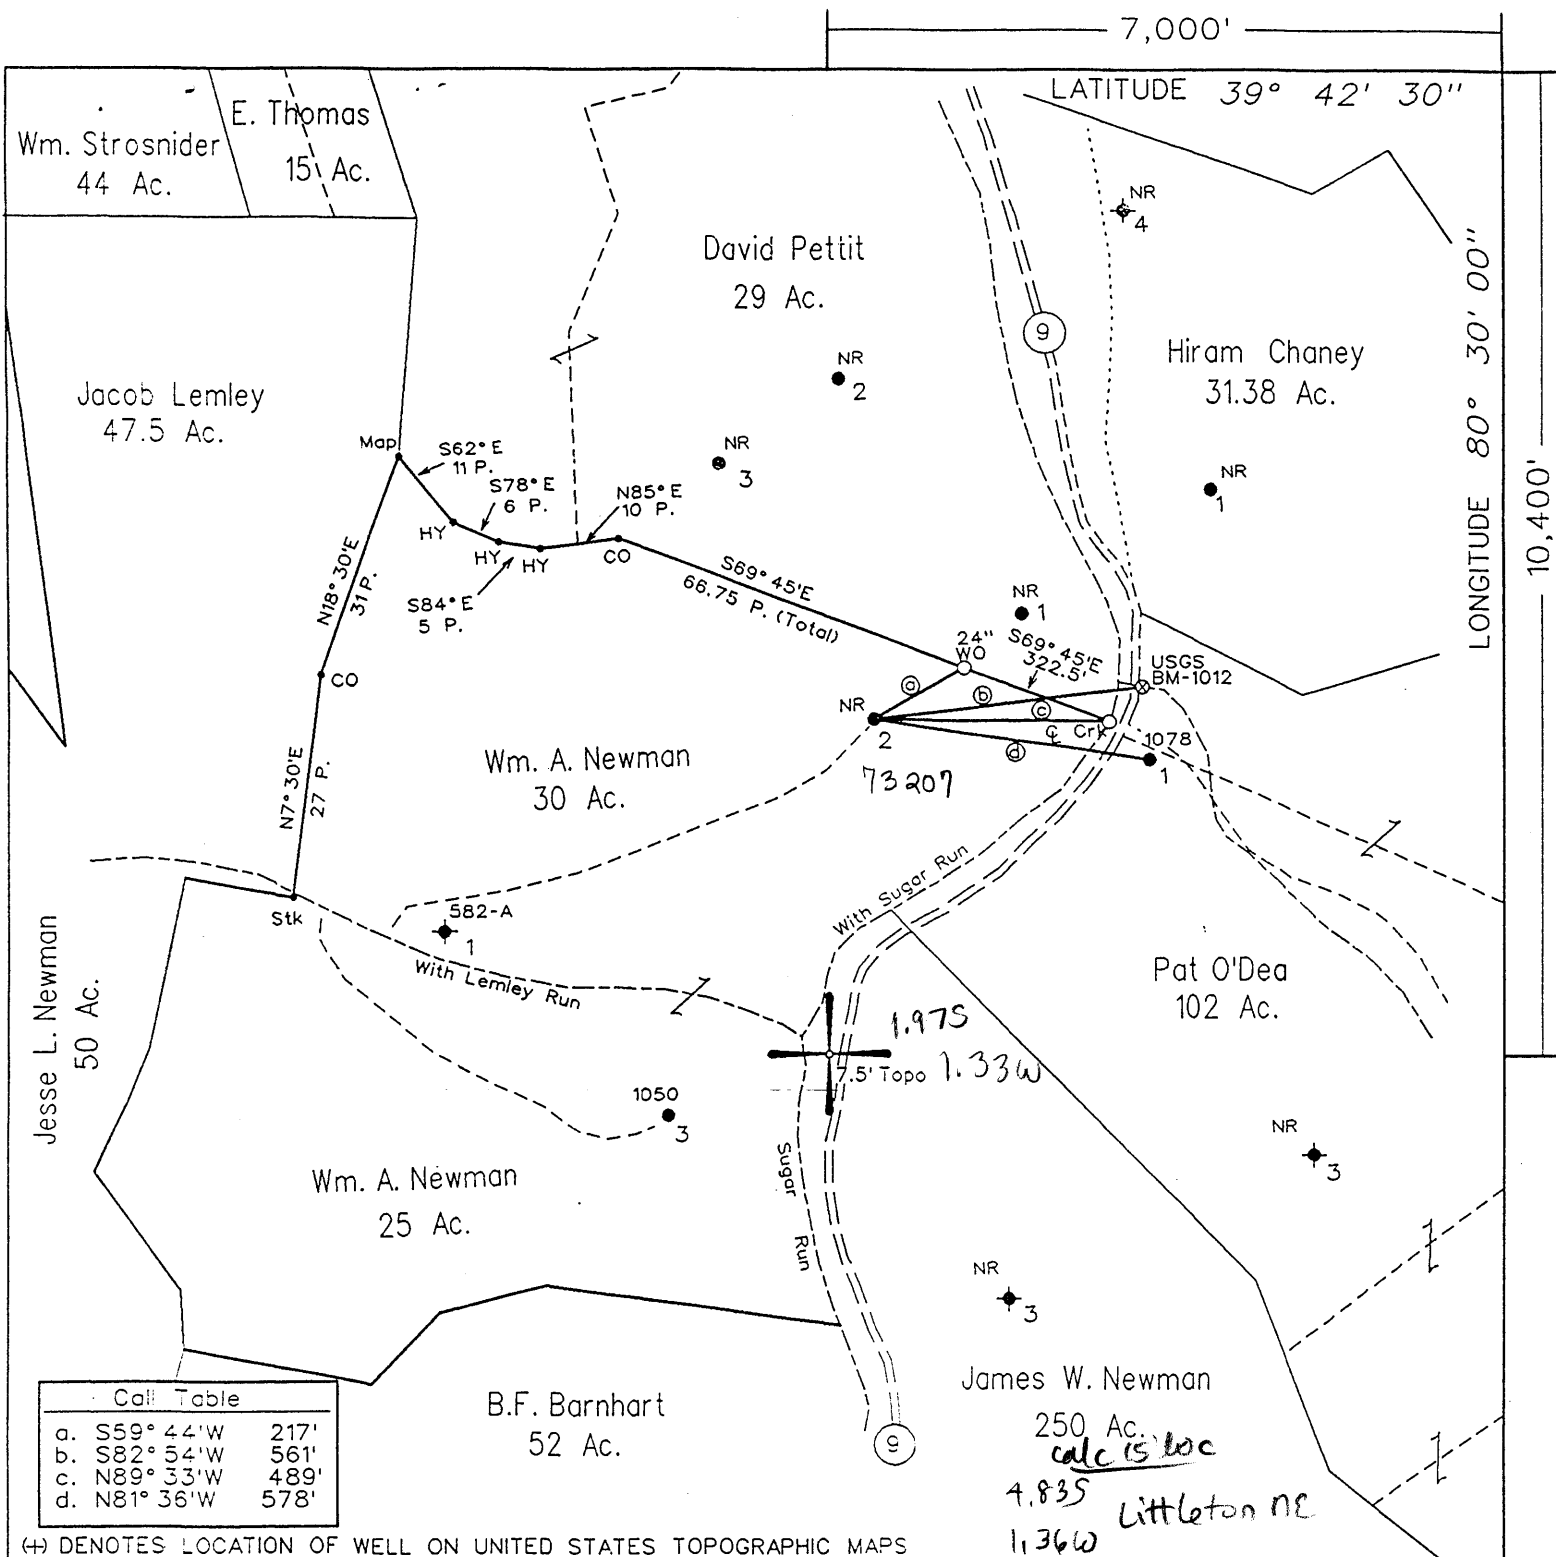 7,000'
LATITUDE 39° 42' 30"
LONGITUDE 80° 30' 00"
10,400'
Wm. Strosnider
44 Ac.
E. Thomas
15 Ac.
David Pettit
29 Ac.
NR
4
9
Hiram Chaney
31.38 Ac.
NR
2
NR
3
NR
1
Jacob Lemley
47.5 Ac.
Map
S62°E
11 P.
S78°E
6 P.
N85°E
10 P.
HY
HY
HY
CO
S84°E
5 P.
N18°30'E
31 P.
CO
S69°45'E
66.75 P. (Total)
NR
1
24"
WO
S69°45'E
322.5'
USGS
BM-1012
a
b
c
d
NR
2
℄ Crk
1078
1
73207
Wm. A. Newman
30 Ac.
N7°30'E
27 P.
Stk
582-A
1
With Lemley Run
With Sugar Run
Pat O'Dea
102 Ac.
Jesse L. Newman
50 Ac.
1.97S
7.5' Topo 1.33W
1050
3
Sugar Run
NR
3
Wm. A. Newman
25 Ac.
NR
3
James W. Newman
250 Ac.
calc 15' loc
4.83S
Littleton NE
1.36W
B.F. Barnhart
52 Ac.
9
Call Table
a. S59°44'W 217'
b. S82°54'W 561'
c. N89°33'W 489'
d. N81°36'W 578'
(+) DENOTES LOCATION OF WELL ON UNITED STATES TOPOGRAPHIC MAPS